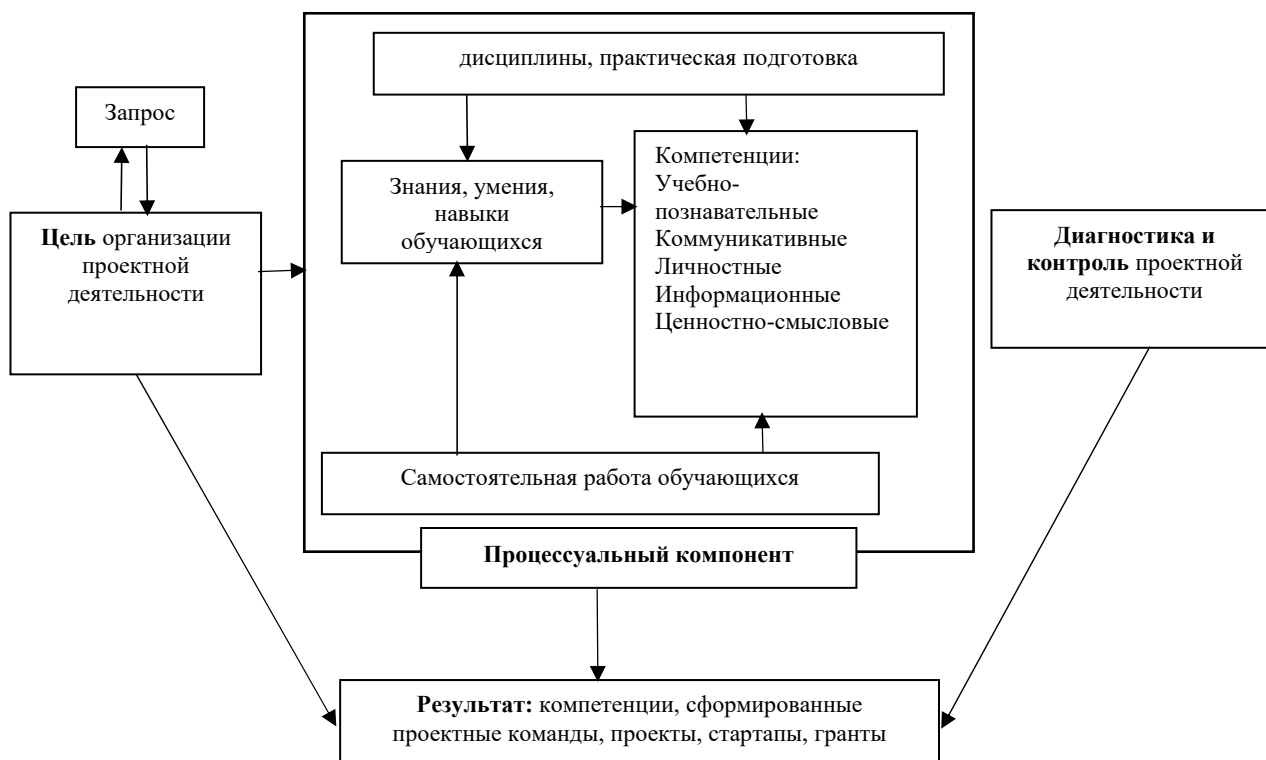 дисциплины, практическая подготовка
Запрос
Цель организации
проектной
деятельности
Знания, умения,
навыки
обучающихся
Компетенции:
Учебно-
познавательные
Коммуникативные
Личностные
Информационные
Ценностно-смысловые
Диагностика и
контроль проектной
деятельности
Самостоятельная работа обучающихся
Процессуальный компонент
Результат: компетенции, сформированные
проектные команды, проекты, стартапы, гранты